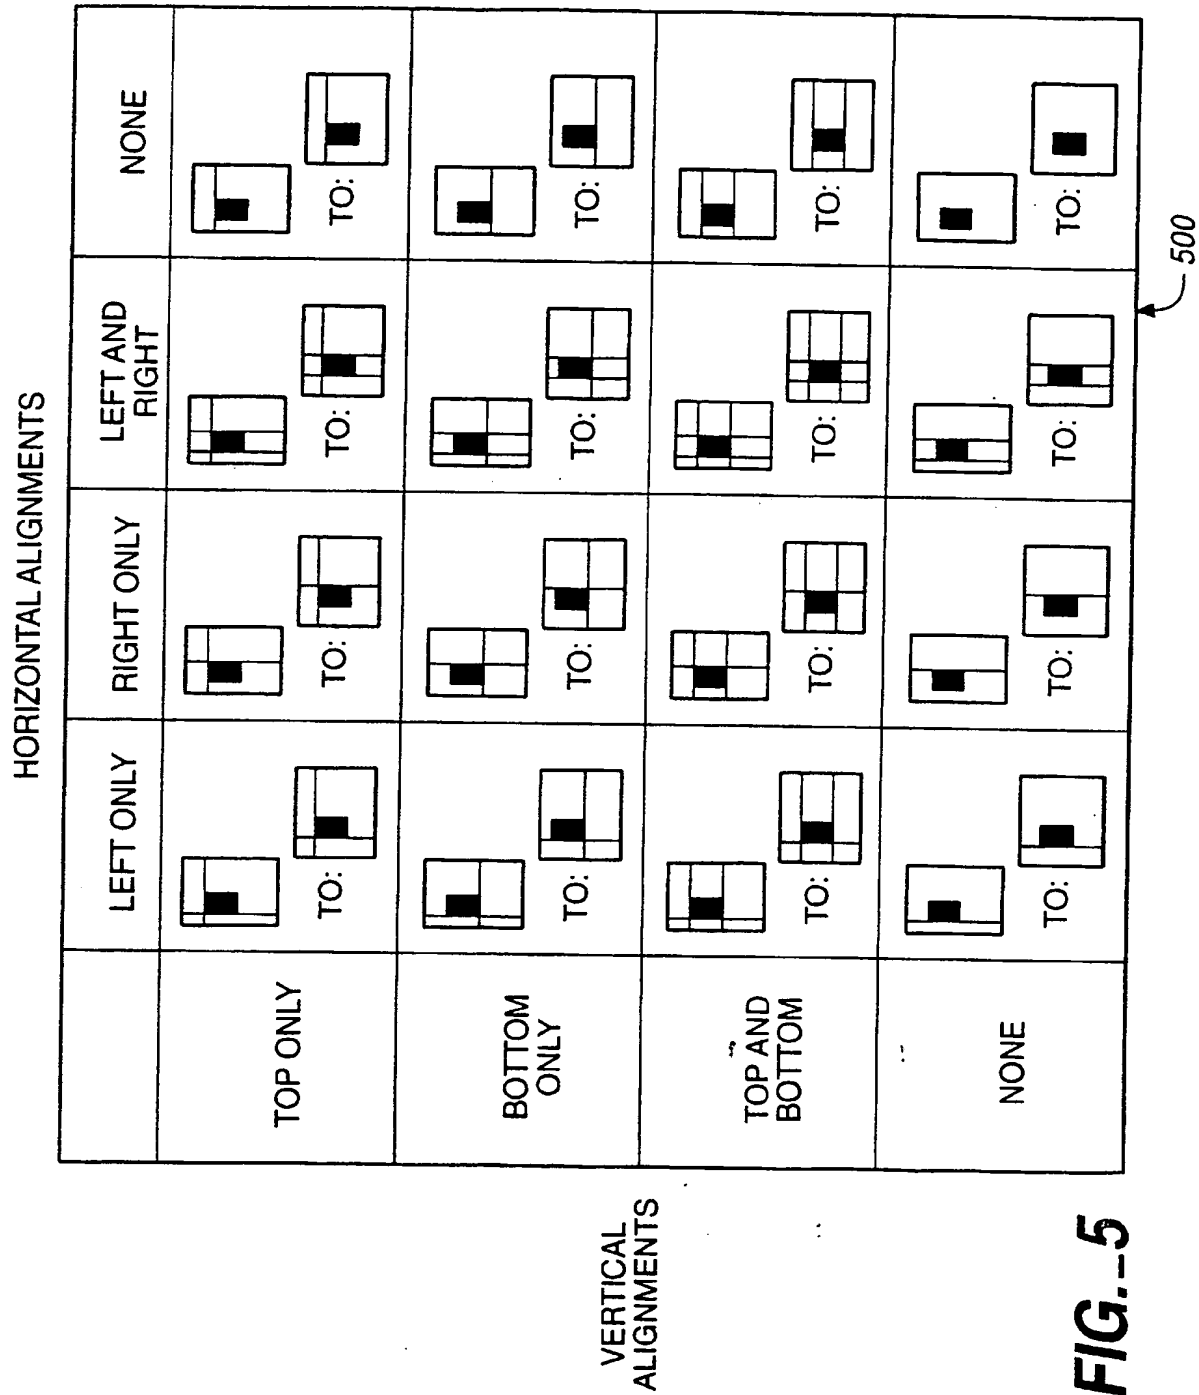 HORIZONTAL ALIGNMENTS
LEFT ONLY
RIGHT ONLY
LEFT AND
RIGHT
NONE
VERTICAL
ALIGNMENTS
TOP ONLY
TO:
TO:
TO:
TO:
BOTTOM
ONLY
TO:
TO:
TO:
TO:
TOP AND
BOTTOM
TO:
TO:
TO:
TO:
NONE
TO:
TO:
TO:
TO:
500
FIG._5